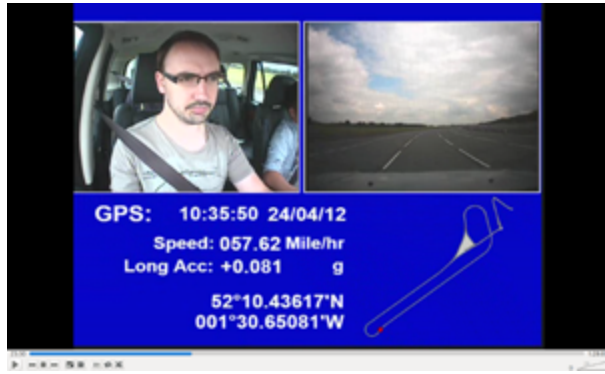 GPS: 10:35:50 24/04/12
Speed: 057.62 Mile/hr
Long Acc: +0.081 g
52°10.43617'N
001°30.65081'W